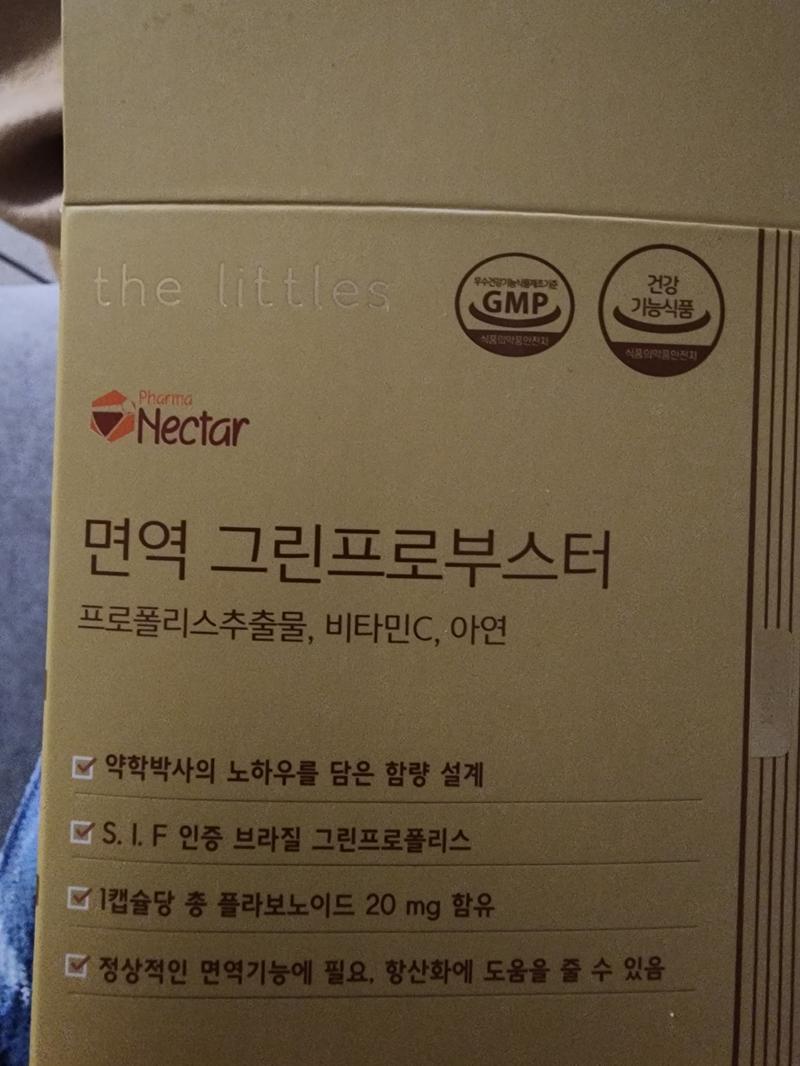 the littles
우수건강기능식품제조기준
GMP
식품의약품안전처
건강
기능식품
식품의약품안전처
Pharma
Nectar
면역 그린프로부스터
프로폴리스추출물, 비타민C, 아연
약학박사의 노하우를 담은 함량 설계
S. I. F 인증 브라질 그린프로폴리스
1캡슐당 총 플라보노이드 20 mg 함유
정상적인 면역기능에 필요, 항산화에 도움을 줄 수 있음